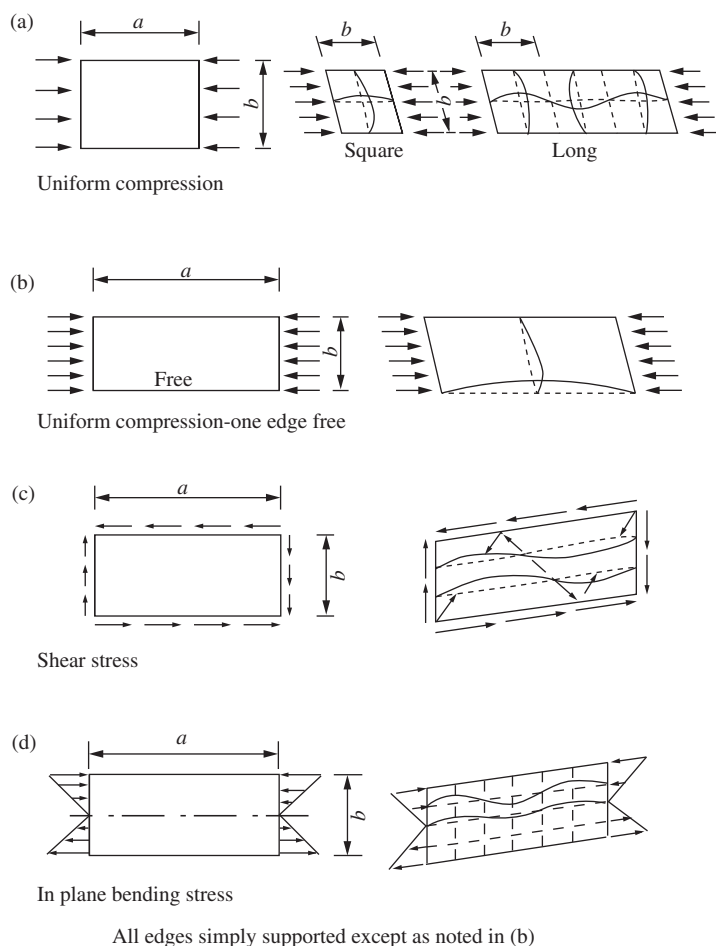 (a)
a
b
b
b
b
Square
Long
Uniform compression
(b)
a
b
Free
Uniform compression-one edge free
(c)
a
b
Shear stress
(d)
a
b
In plane bending stress
All edges simply supported except as noted in (b)